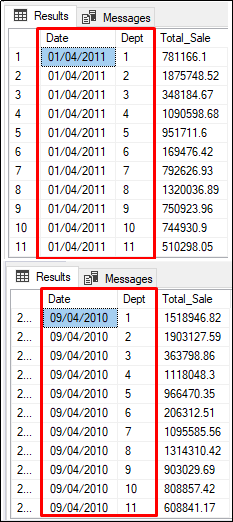 Results Messages
Date Dept Total_Sale
1 01/04/2011 1 781166.1
2 01/04/2011 2 1875748.52
3 01/04/2011 3 348184.67
4 01/04/2011 4 1090598.68
5 01/04/2011 5 951711.6
6 01/04/2011 6 169476.42
7 01/04/2011 7 792626.93
8 01/04/2011 8 1320036.89
9 01/04/2011 9 750923.96
10 01/04/2011 10 744930.9
11 01/04/2011 11 510298.05
Results Messages
Date Dept Total_Sale
2... 09/04/2010 1 1518946.82
2... 09/04/2010 2 1903127.59
2... 09/04/2010 3 363798.86
2... 09/04/2010 4 1118048.3
2... 09/04/2010 5 966470.35
2... 09/04/2010 6 206312.51
2... 09/04/2010 7 1095585.56
2... 09/04/2010 8 1314310.42
2... 09/04/2010 9 903029.69
2... 09/04/2010 10 808857.42
2... 09/04/2010 11 608841.17